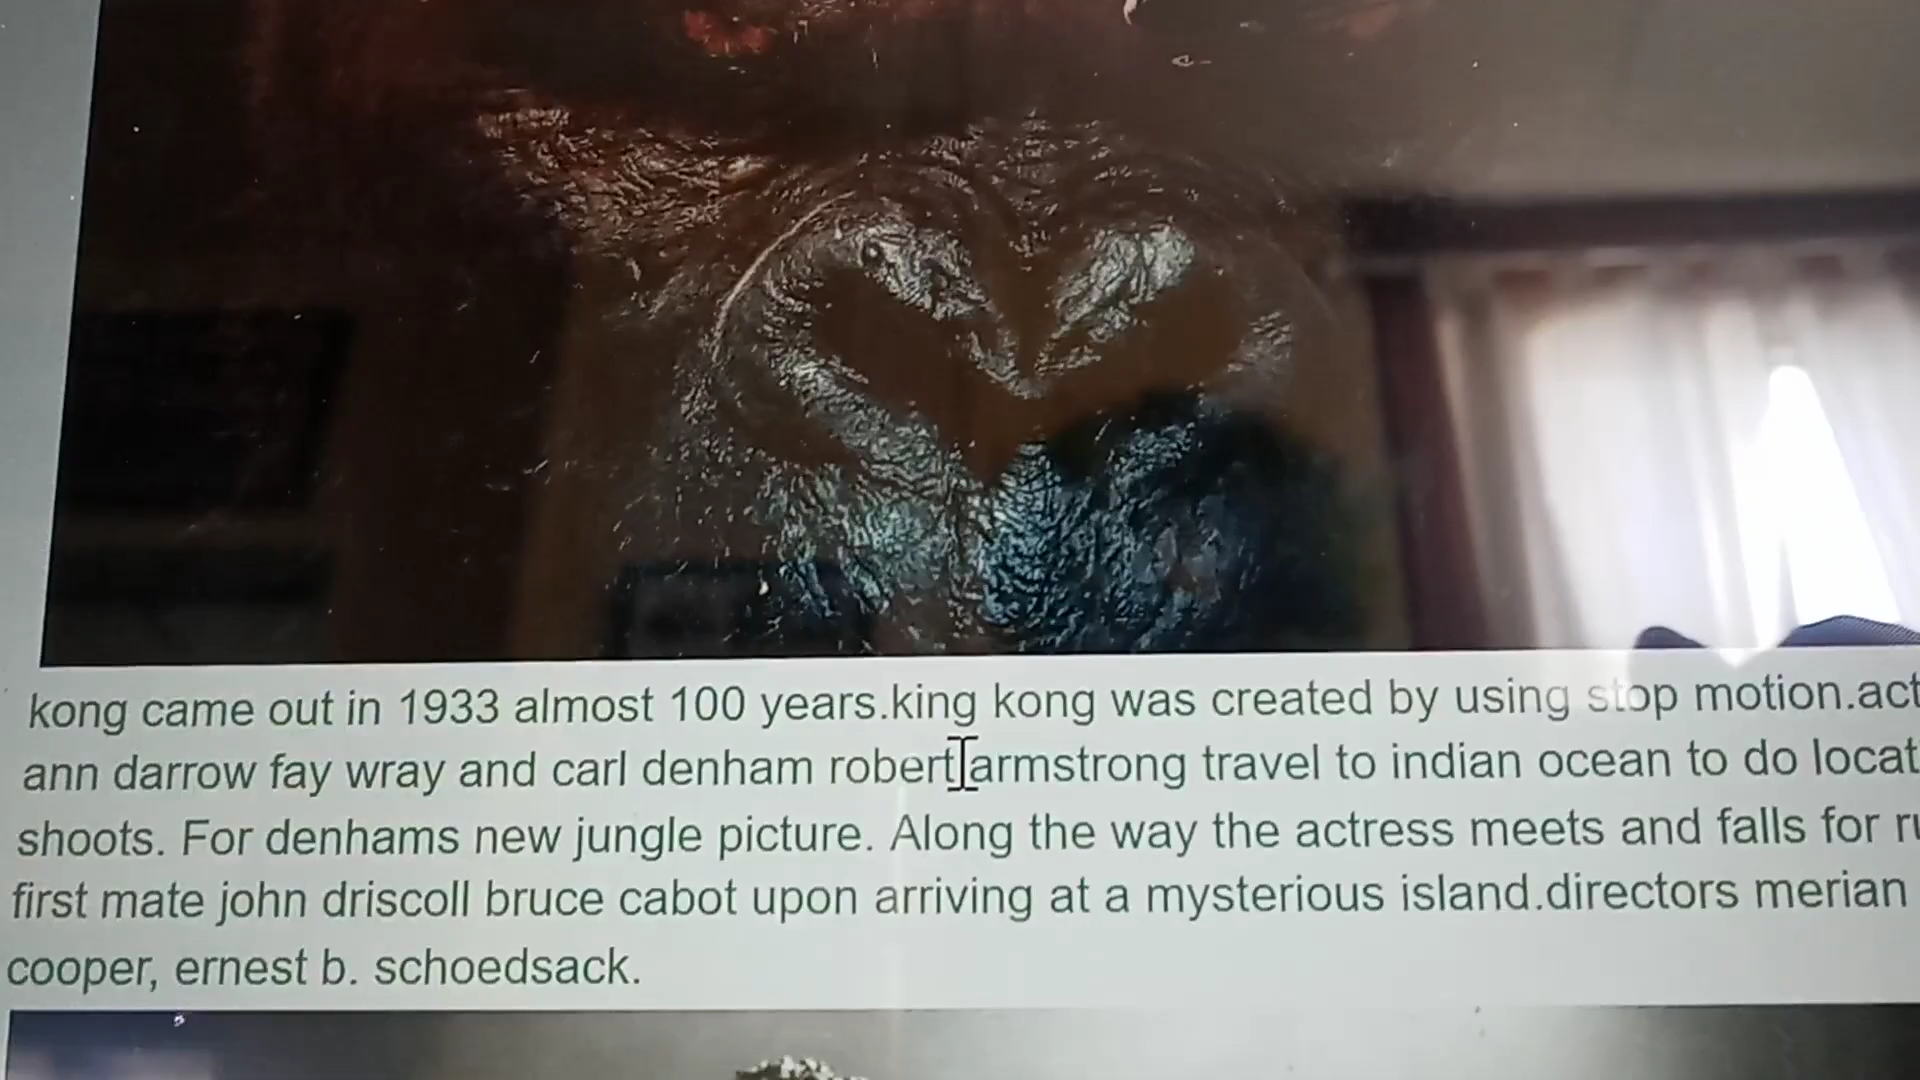 kong came out in 1933 almost 100 years.king kong was created by using stop motion.act
ann darrow fay wray and carl denham robert armstrong travel to indian ocean to do locat
shoots. For denhams new jungle picture. Along the way the actress meets and falls for
first mate john driscoll bruce cabot upon arriving at a mysterious island.directors merian
cooper, ernest b. schoedsack.